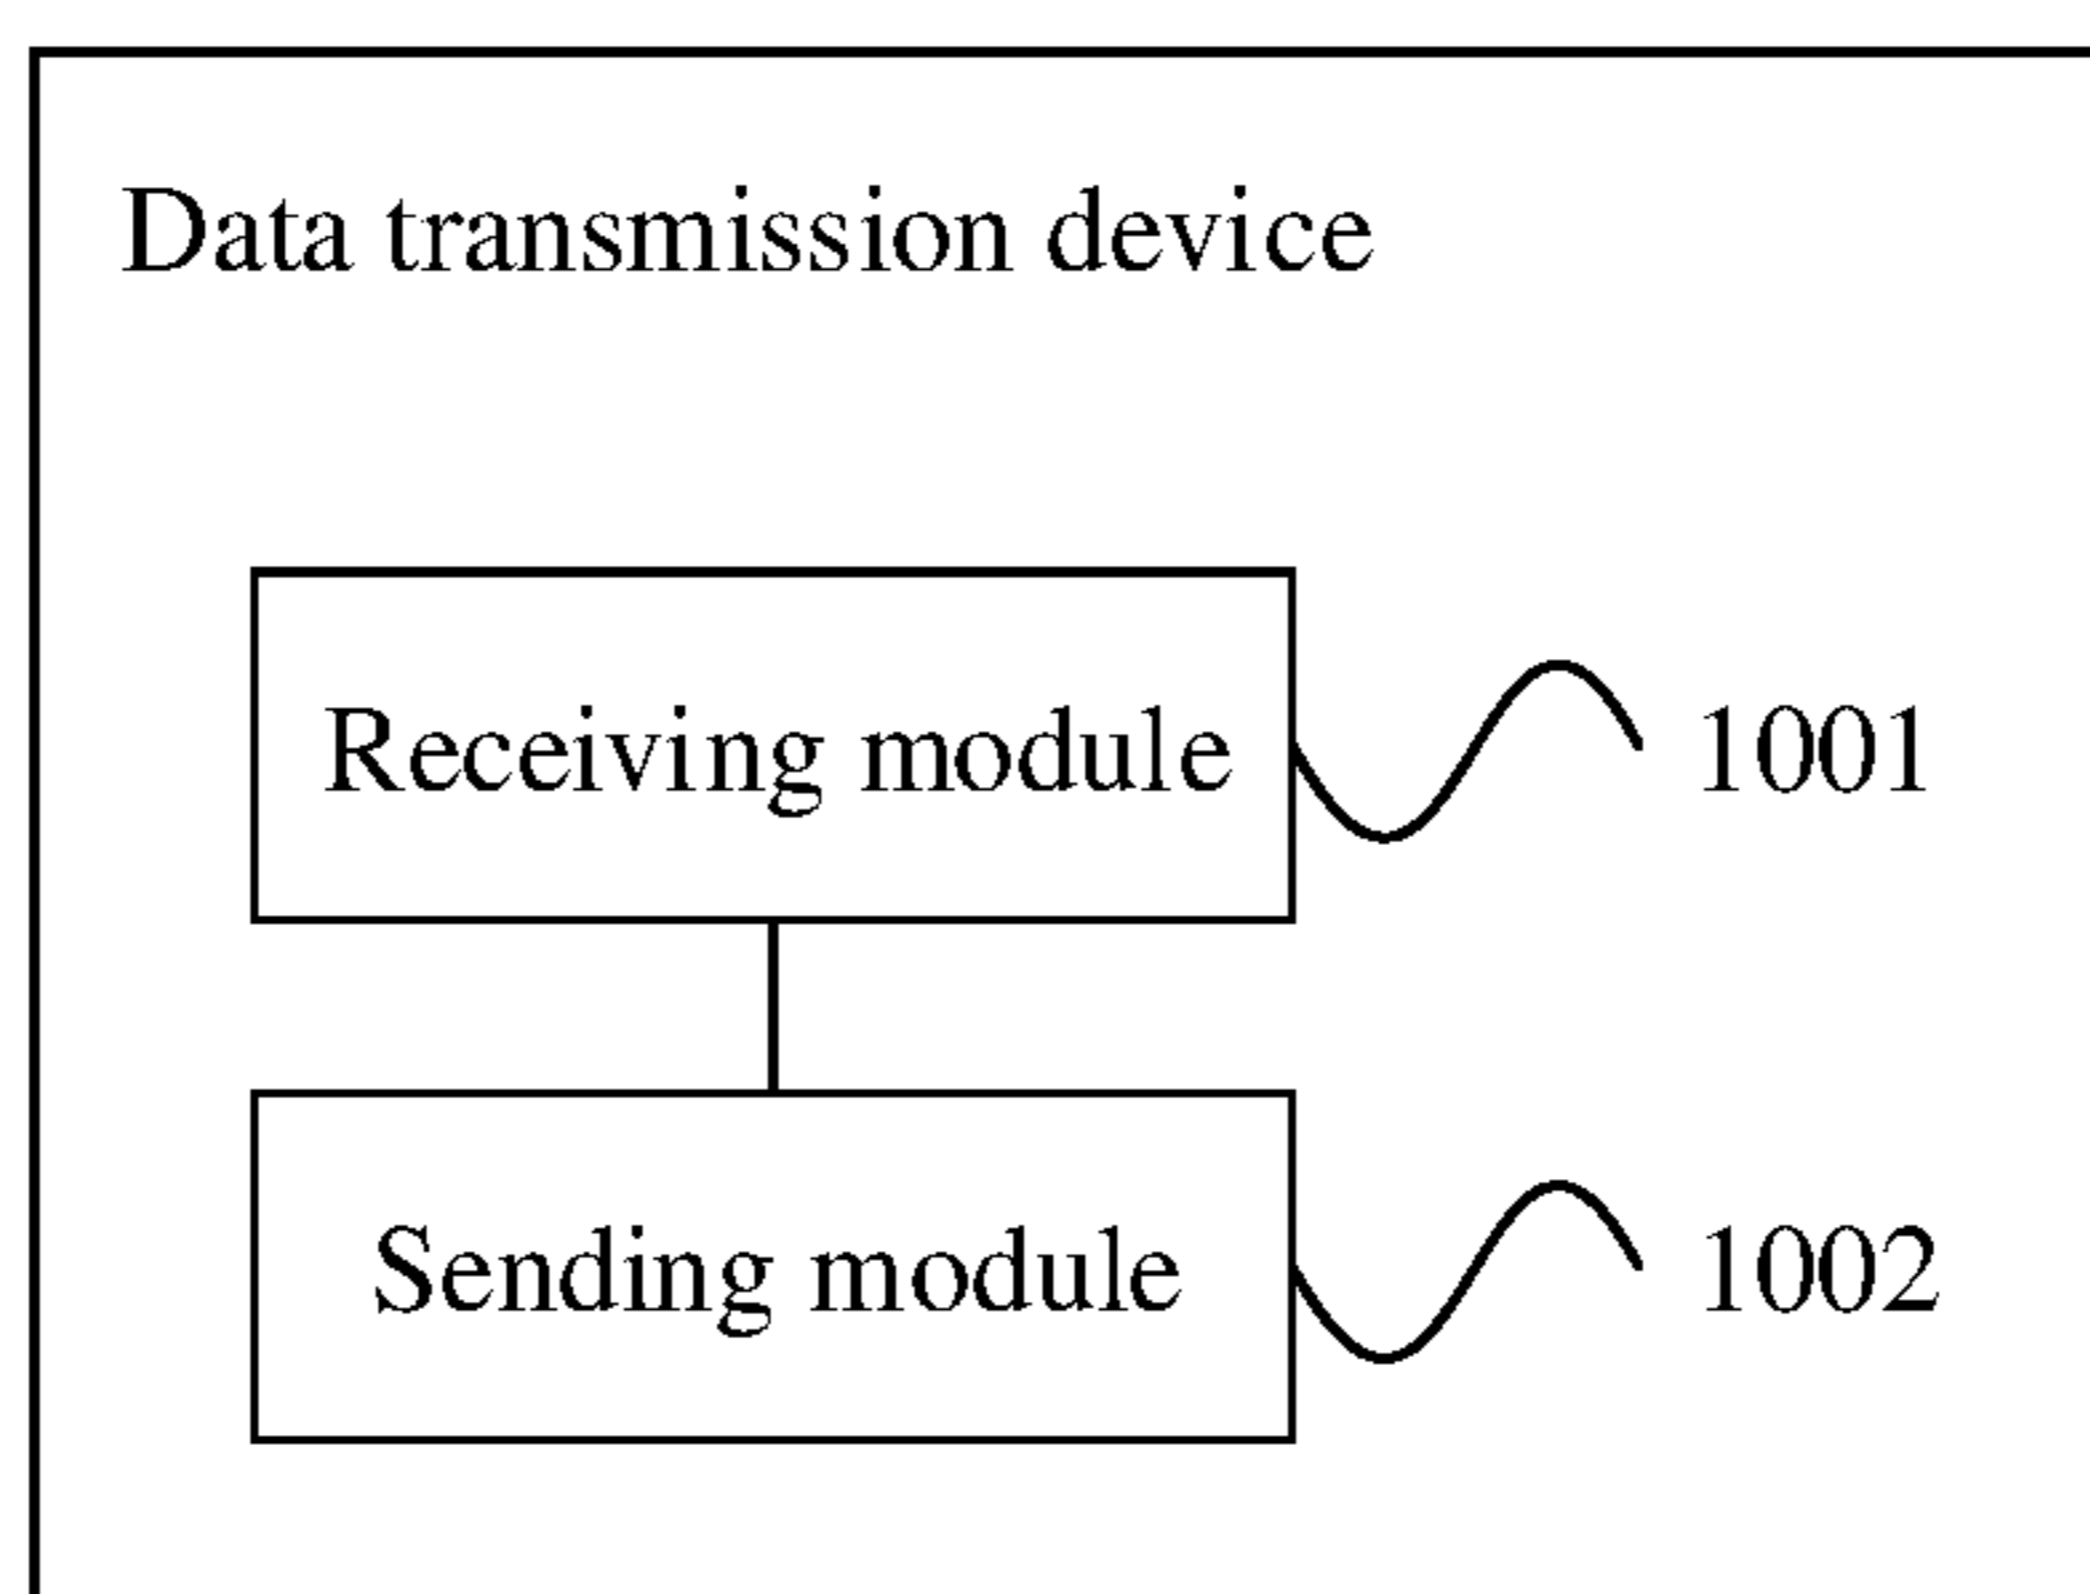 Data transmission device
Receiving module 1001
Sending module 1002